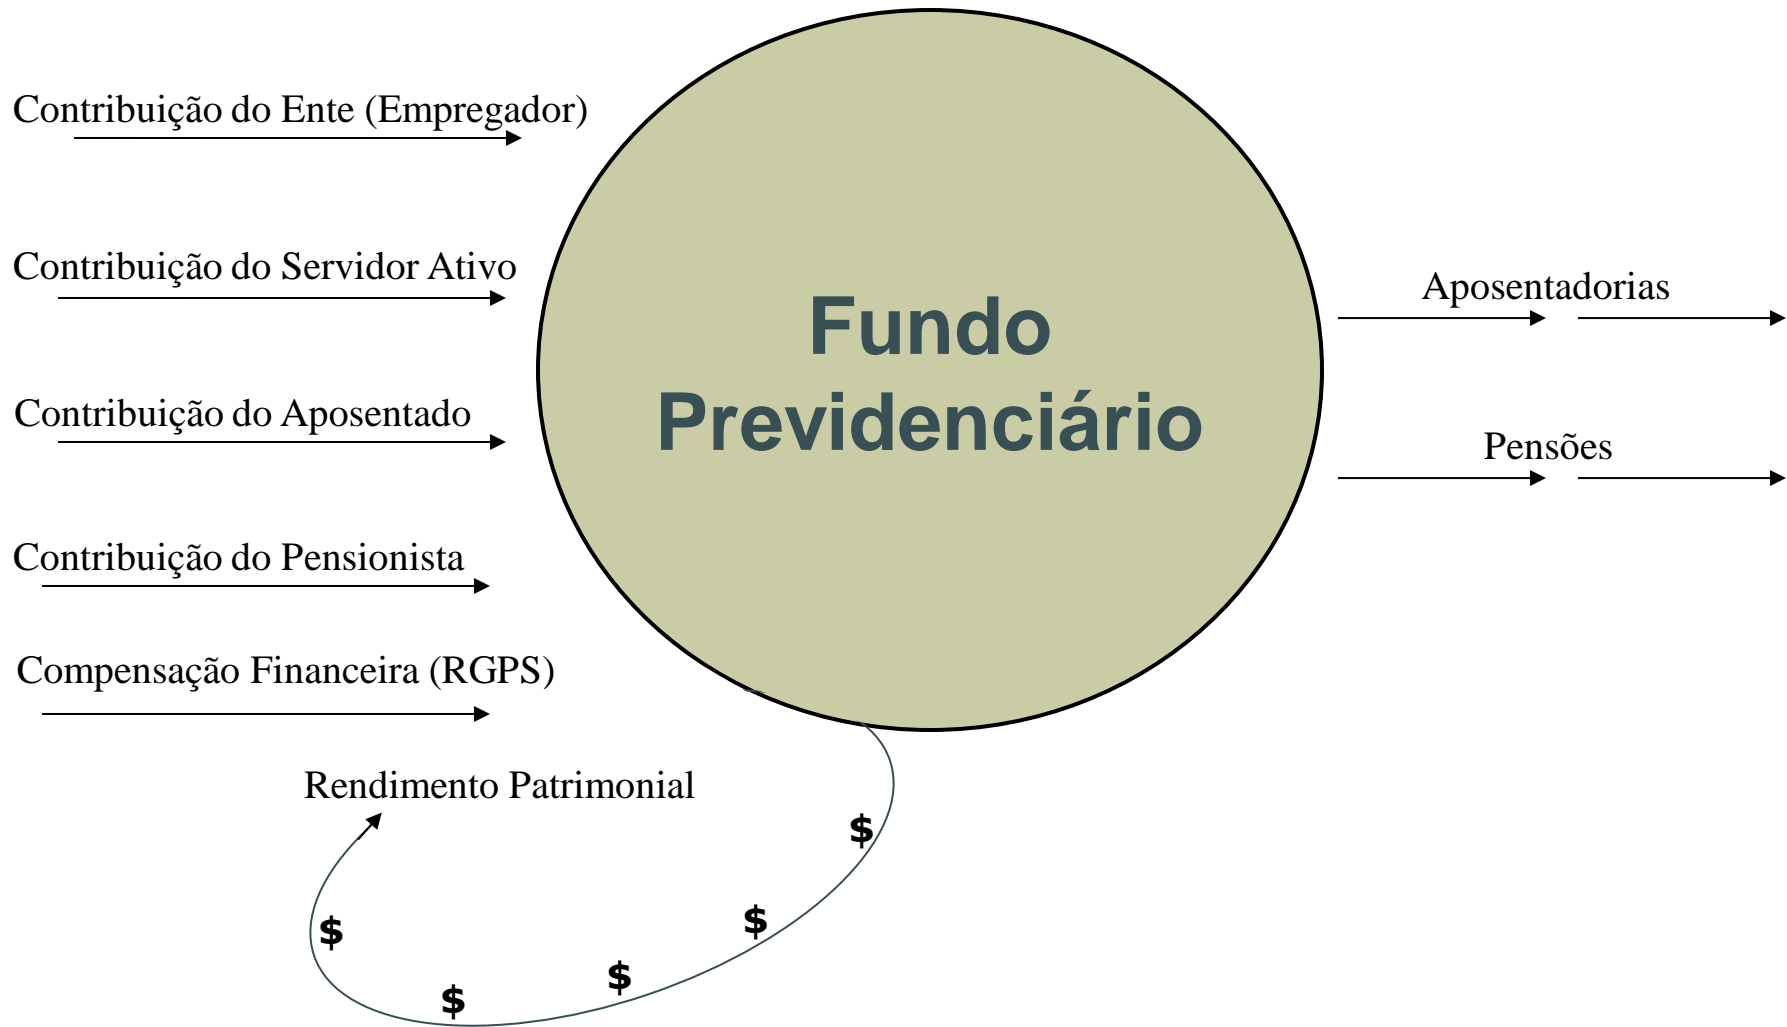 Contribuição do Ente (Empregador)
Contribuição do Servidor Ativo
Contribuição do Aposentado
Contribuição do Pensionista
Compensação Financeira (RGPS)
Rendimento Patrimonial
$
$
$
$
$
Fundo
Previdenciário
Aposentadorias
Pensões